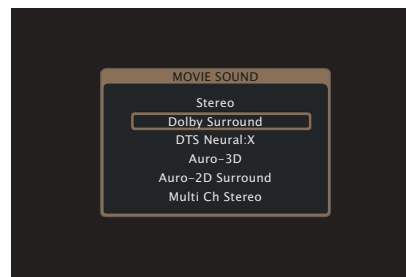 MOVIE SOUND
Stereo
Dolby Surround
DTS Neural:X
Auro-3D
Auro-2D Surround
Multi Ch Stereo